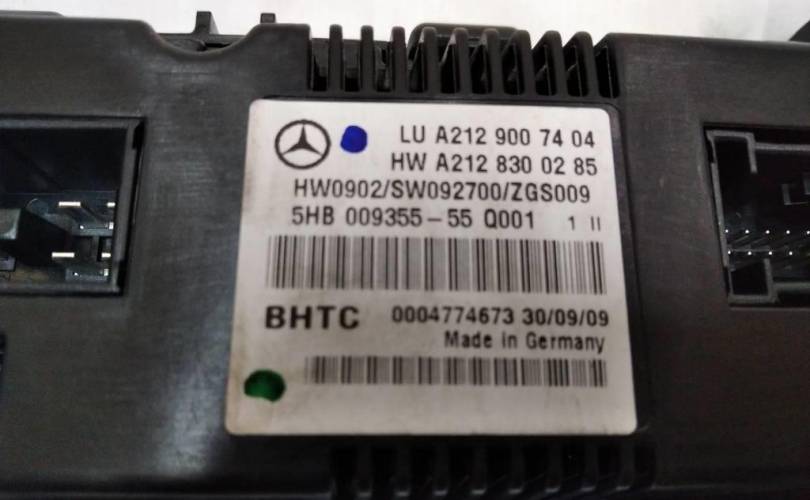 LU A212 900 74 04
HW A212 830 02 85
HW0902/SW092700/ZGS009
5HB 009355-55 Q001 1 II
BHTC 0004774673 30/09/09
Made in Germany